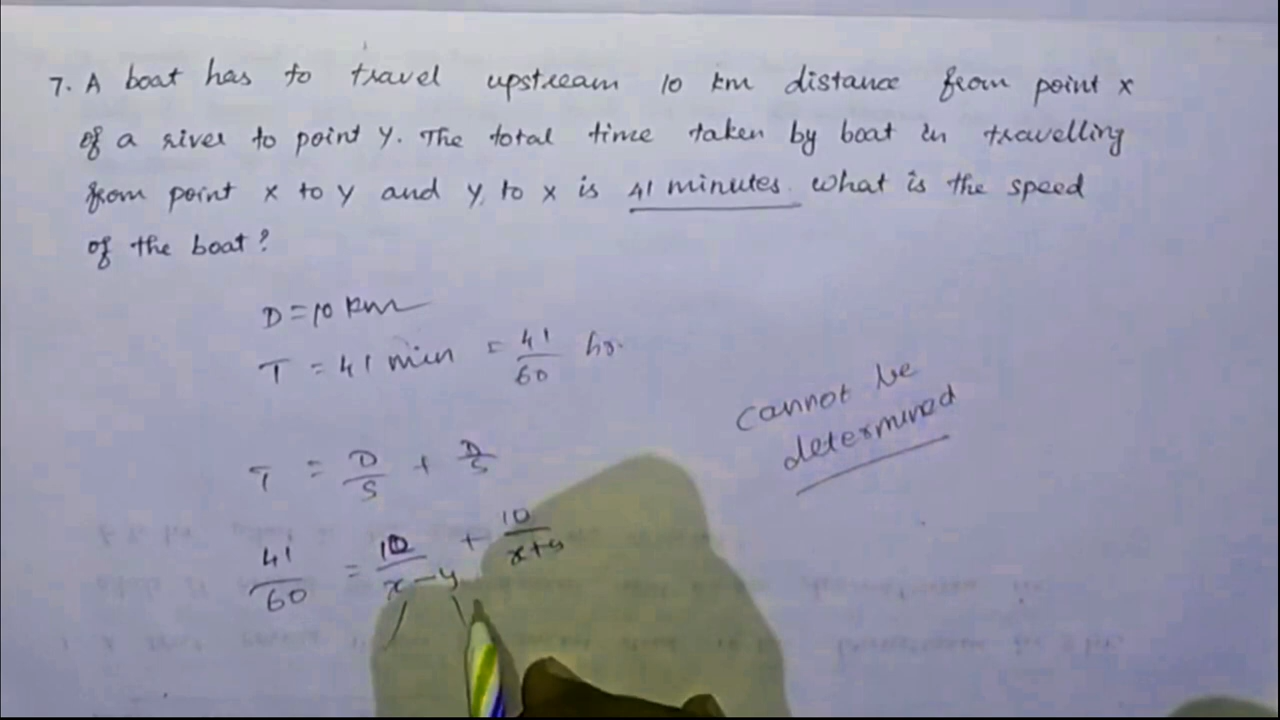 7. A boat has to travel upstream 10 km distance from point x
of a river to point y. The total time taken by boat in travelling
from point x to y and y to x is 41 minutes. What is the speed
of the boat?
D = 10 km
T = 41 min = 41/60 hr.
cannot be
determined
T = D/S + D/S
41/60 = 10/x-y + 10/x+y